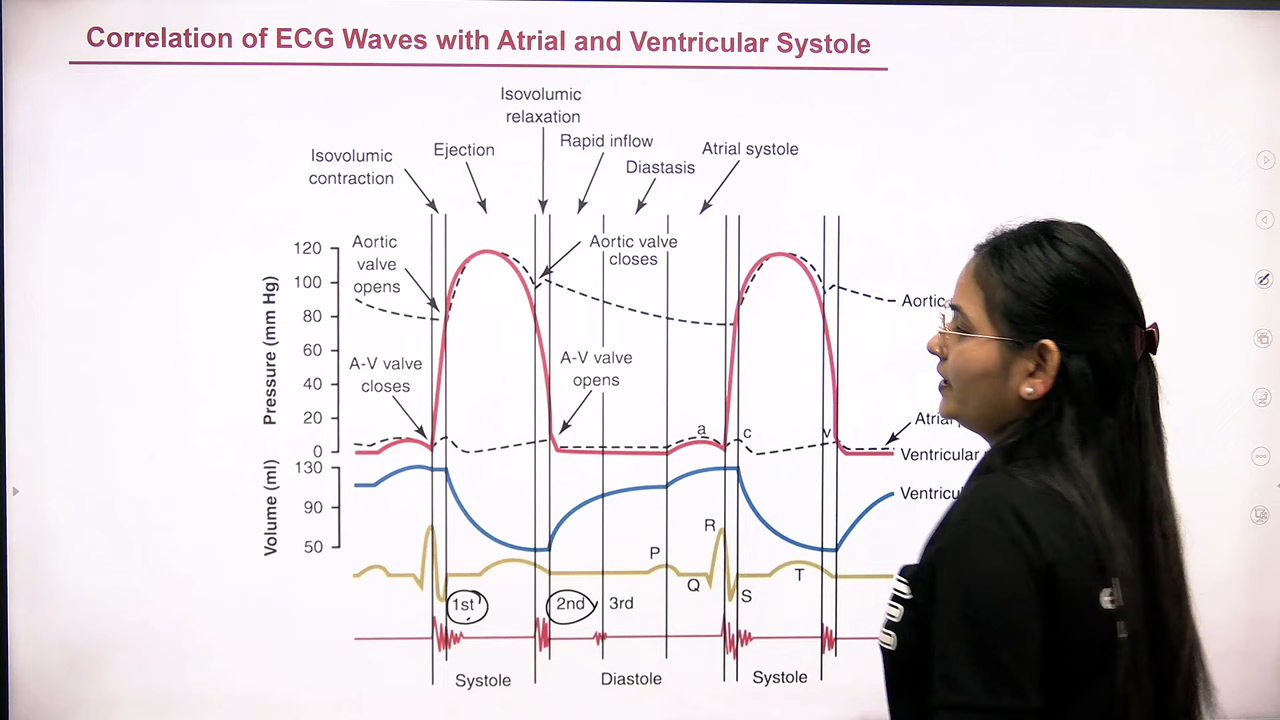 Correlation of ECG Waves with Atrial and Ventricular Systole
Isovolumic
relaxation
Isovolumic
contraction
Ejection
Rapid inflow
Diastasis
Atrial systole
Pressure (mm Hg)
120
100
80
60
40
20
0
Aortic
valve
opens
Aortic valve
closes
A-V valve
closes
A-V valve
opens
a
c
v
Aortic
Ventricular
Volume (ml)
130
90
50
R
P
Q
S
T
1st
2nd
3rd
Systole
Diastole
Systole